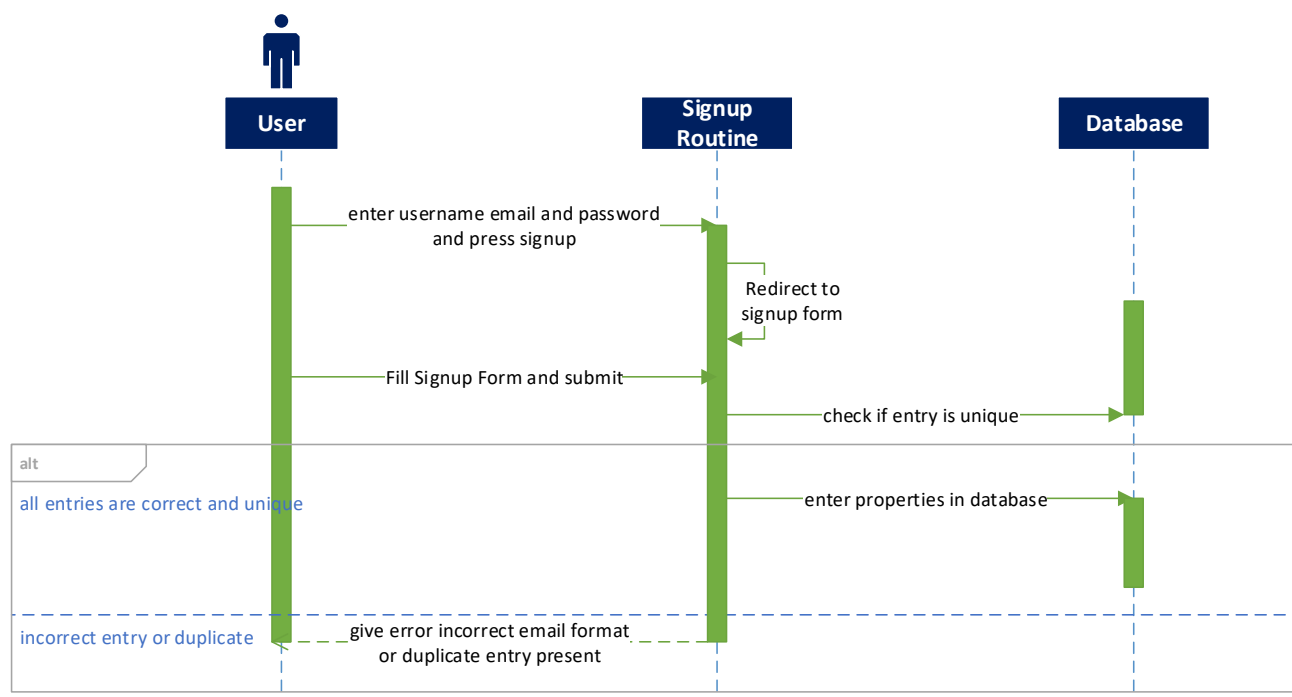 User
Signup
Routine
Database
enter username email and password
and press signup
Redirect to
signup form
Fill Signup Form and submit
check if entry is unique
alt
all entries are correct and unique
enter properties in database
incorrect entry or duplicate
give error incorrect email format
or duplicate entry present